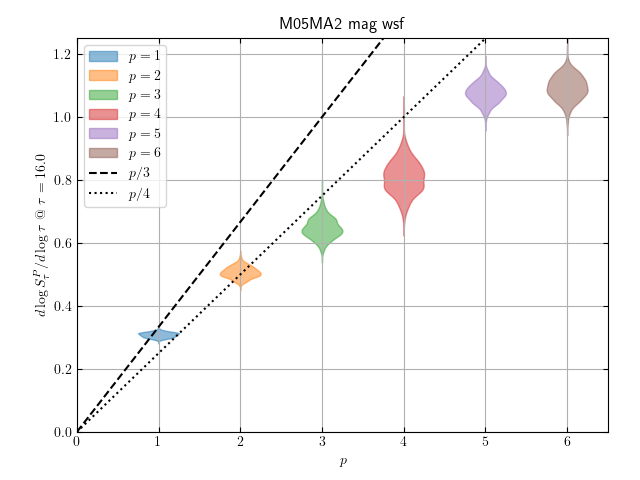 M05MA2 mag wsf
p = 1
p = 2
p = 3
p = 4
p = 5
p = 6
p/3
p/4
1.2
1.0
0.8
0.6
0.4
0.2
0.0
d log S_τ^P / d log τ @ τ = 16.0
0 1 2 3 4 5 6
p